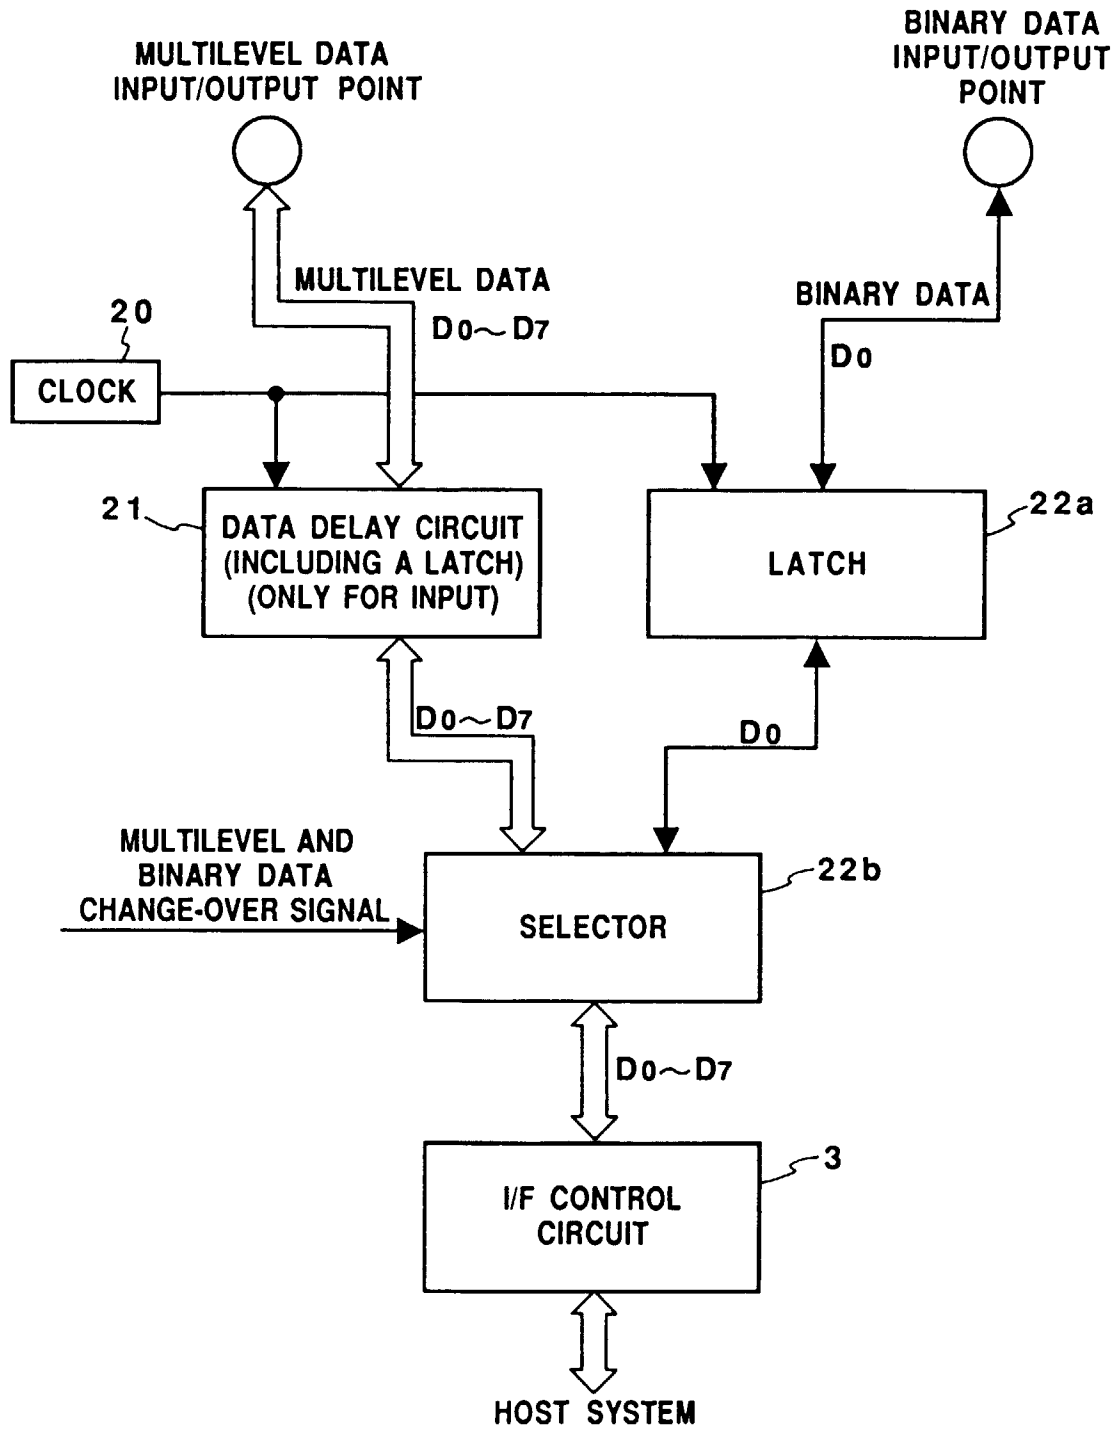 MULTILEVEL DATA
INPUT/OUTPUT POINT
BINARY DATA
INPUT/OUTPUT
POINT
MULTILEVEL DATA
D0~D7
BINARY DATA
D0
20
CLOCK
21
DATA DELAY CIRCUIT
(INCLUDING A LATCH)
(ONLY FOR INPUT)
22a
LATCH
D0~D7
D0
MULTILEVEL AND
BINARY DATA
CHANGE-OVER SIGNAL
22b
SELECTOR
D0~D7
3
I/F CONTROL
CIRCUIT
HOST SYSTEM